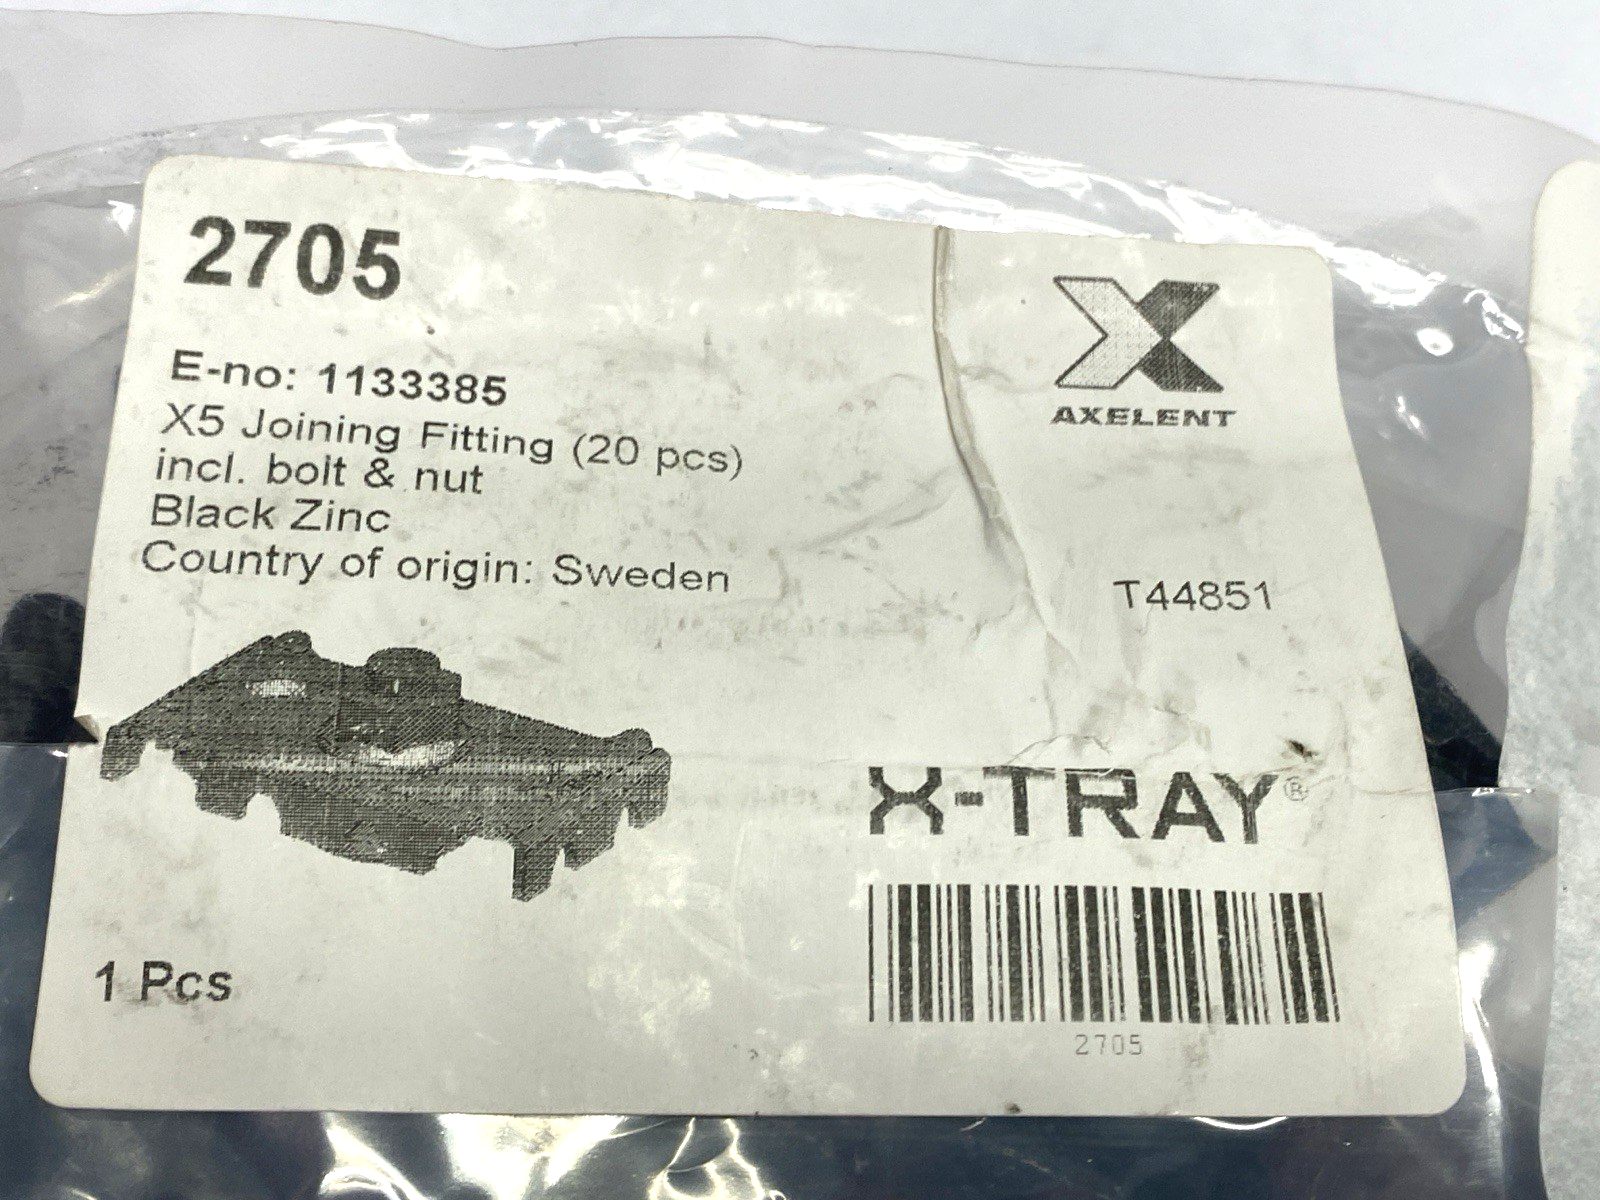 2705
E-no: 1133385
X5 Joining Fitting (20 pcs)
incl. bolt & nut
Black Zinc
Country of origin: Sweden
AXELENT
T44851
X-TRAY®
1 Pcs
2705